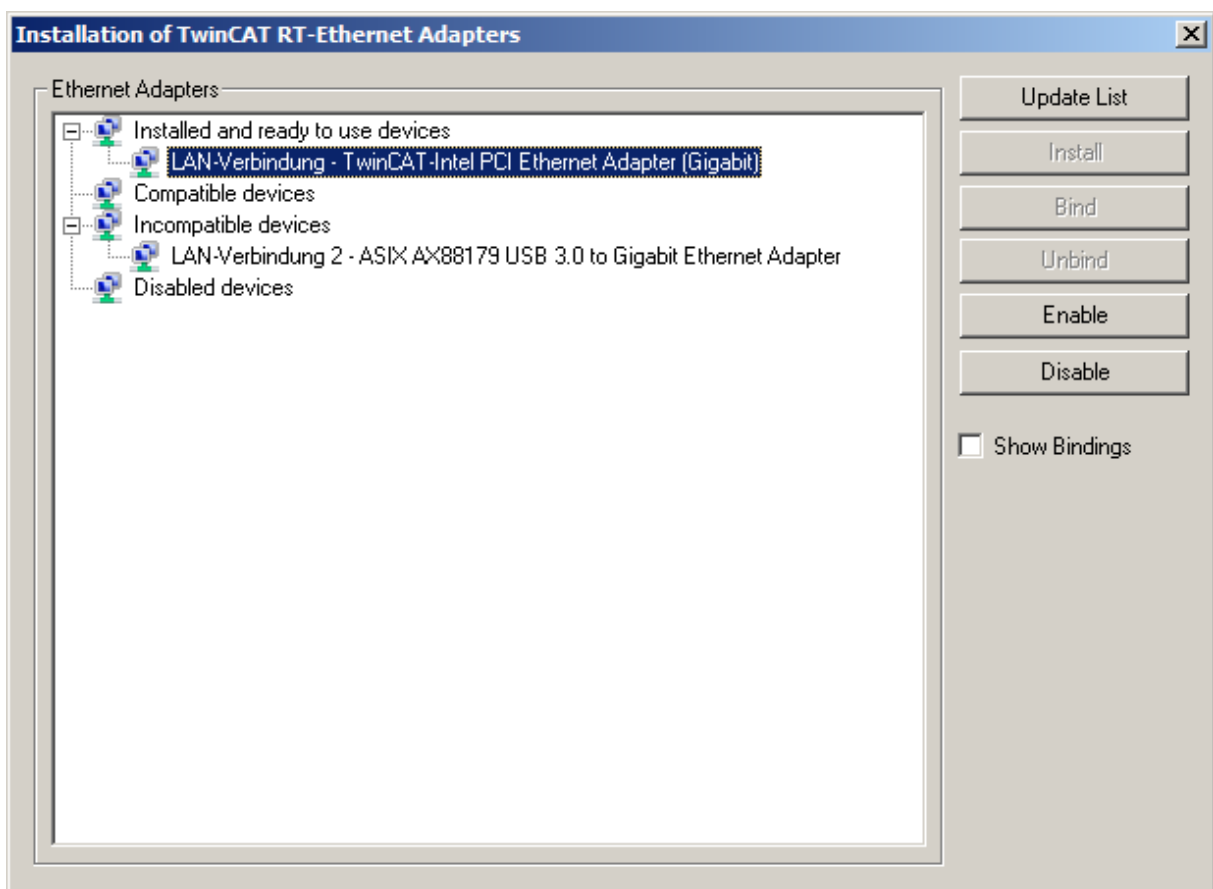 Installation of TwinCAT RT-Ethernet Adapters
Ethernet Adapters
Installed and ready to use devices
LAN-Verbindung - TwinCAT-Intel PCI Ethernet Adapter (Gigabit)
Compatible devices
Incompatible devices
LAN-Verbindung 2 - ASIX AX88179 USB 3.0 to Gigabit Ethernet Adapter
Disabled devices
Update List
Install
Bind
Unbind
Enable
Disable
Show Bindings